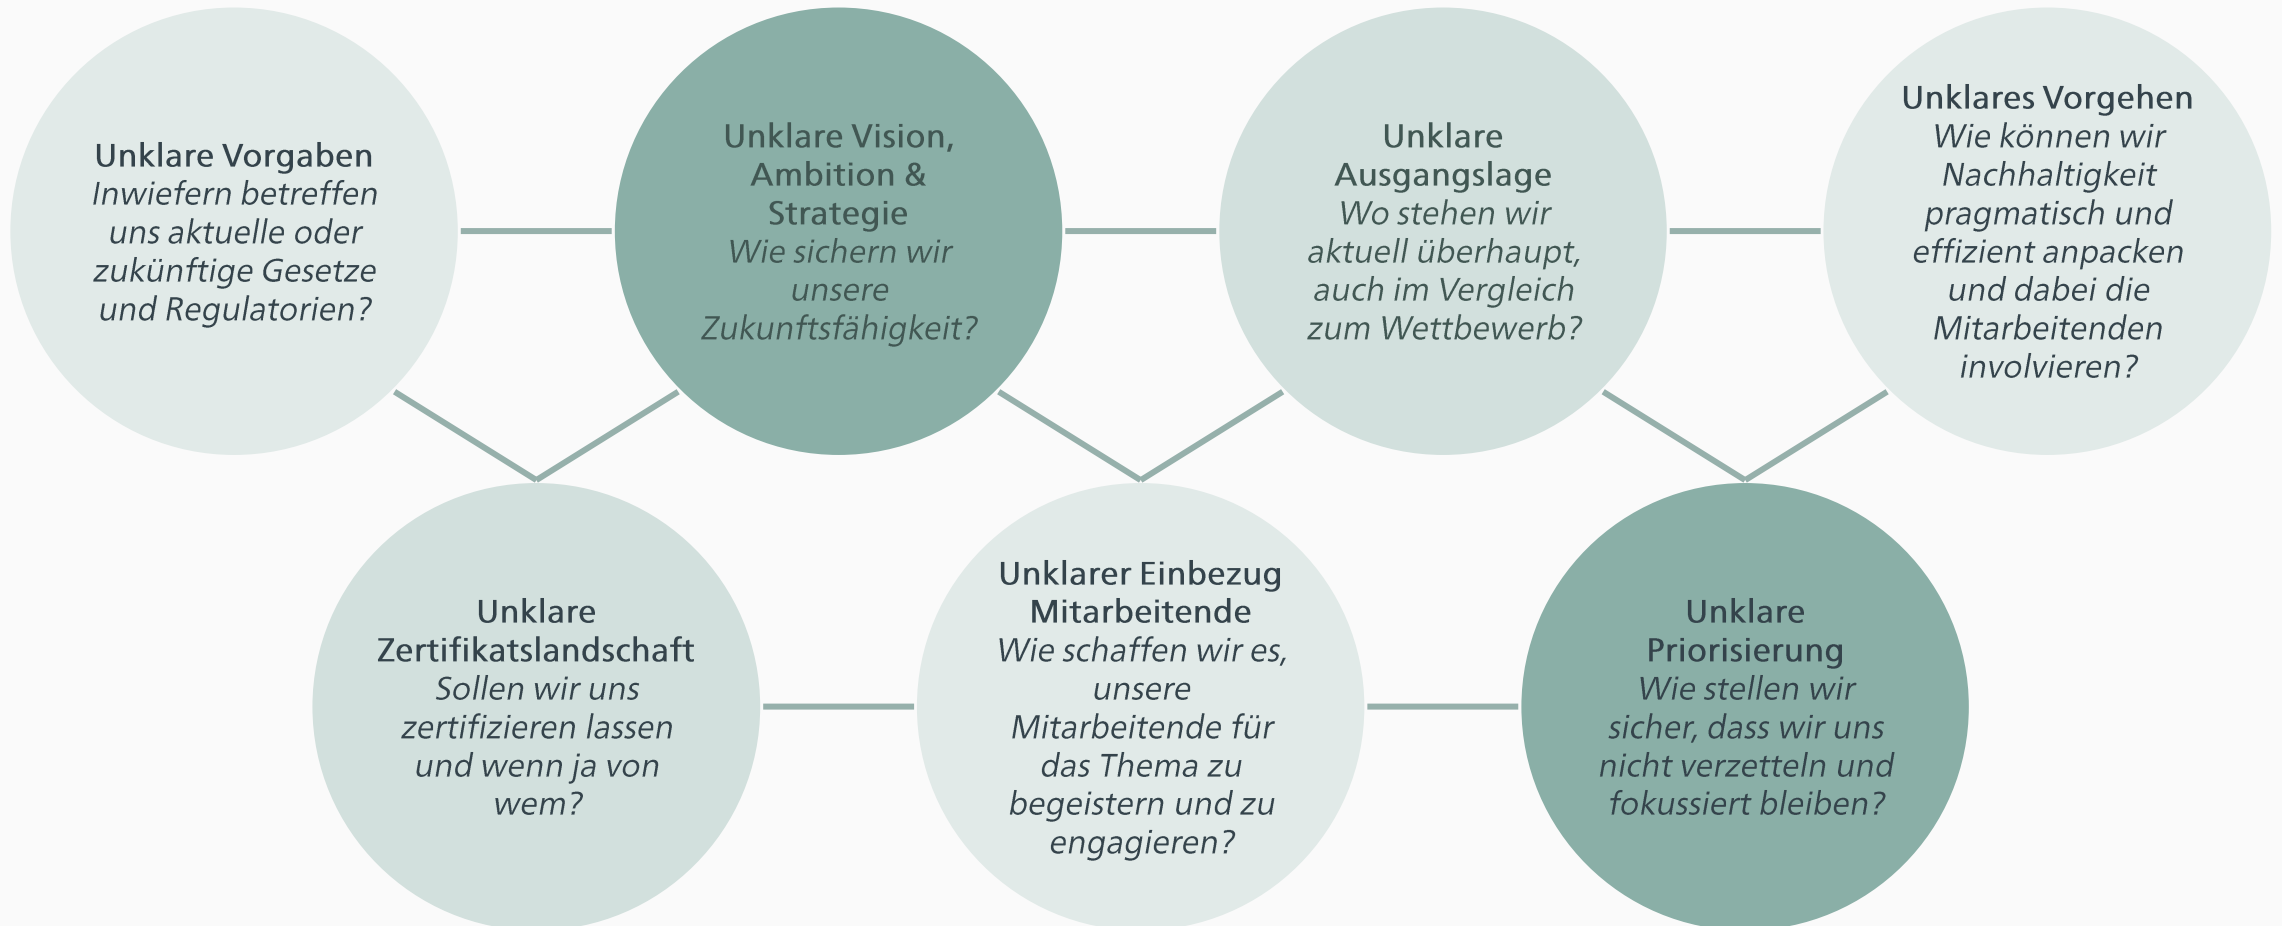 Unklare Vorgaben
Inwiefern betreffen
uns aktuelle oder
zukünftige Gesetze
und Regulatorien?
Unklare Vision,
Ambition &
Strategie
Wie sichern wir
unsere
Zukunftsfähigkeit?
Unklare
Ausgangslage
Wo stehen wir
aktuell überhaupt,
auch im Vergleich
zum Wettbewerb?
Unklares Vorgehen
Wie können wir
Nachhaltigkeit
pragmatisch und
effizient anpacken
und dabei die
Mitarbeitenden
involvieren?
Unklare
Zertifikatslandschaft
Sollen wir uns
zertifizieren lassen
und wenn ja von
wem?
Unklarer Einbezug
Mitarbeitende
Wie schaffen wir es,
unsere
Mitarbeitende für
das Thema zu
begeistern und zu
engagieren?
Unklare
Priorisierung
Wie stellen wir
sicher, dass wir uns
nicht verzetteln und
fokussiert bleiben?